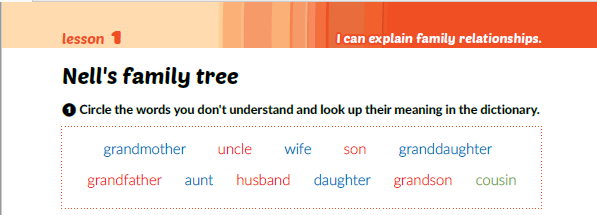 lesson 1
I can explain family relationships.
Nell's family tree
1 Circle the words you don't understand and look up their meaning in the dictionary.
grandmother uncle wife son granddaughter
grandfather aunt husband daughter grandson cousin